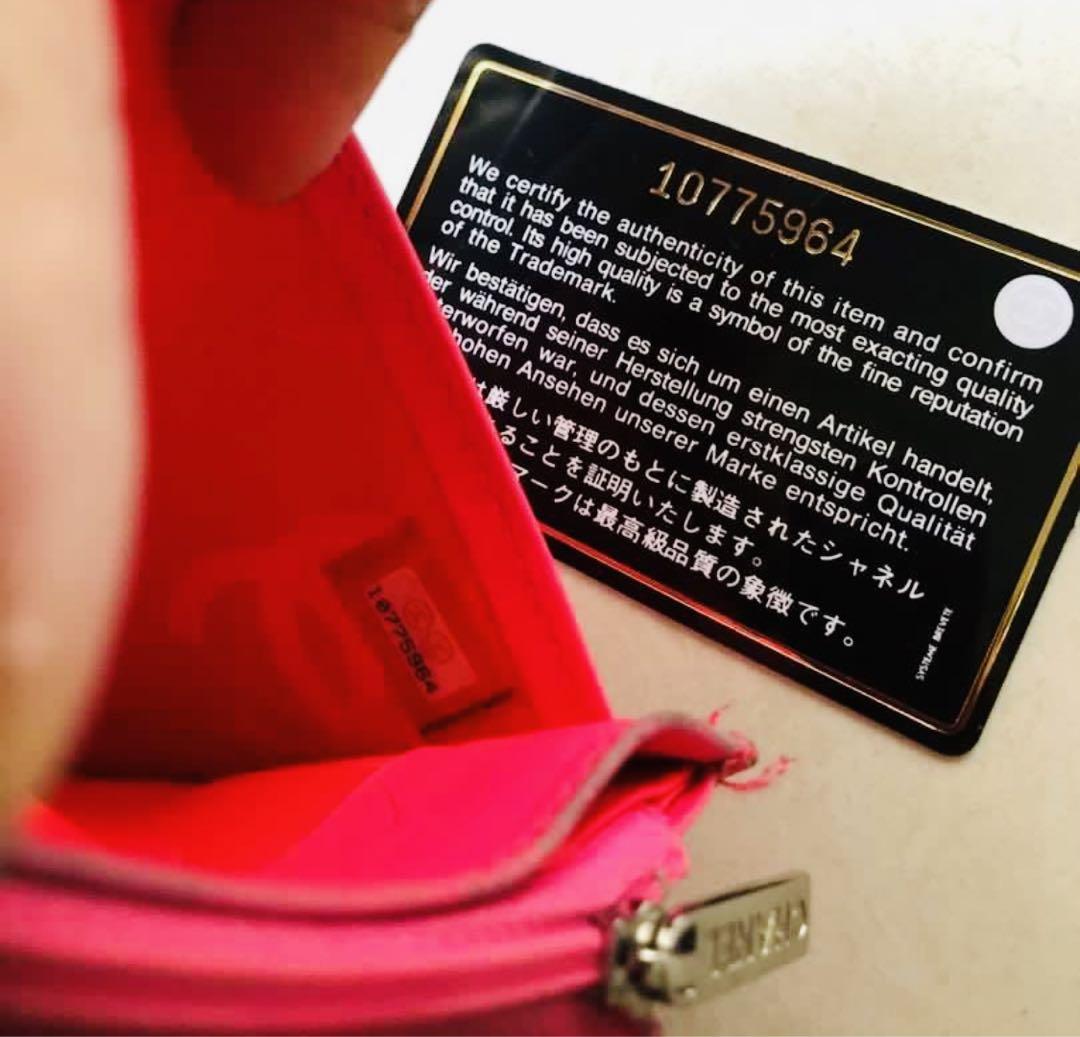 10775964
We certify the authenticity of this item and confirm
that it has been subjected to the most exacting quality
control. Its high quality is a symbol of the fine reputation
of the Trademark.
Wir bestätigen, dass es sich um einen Artikel handelt,
der während seiner Herstellung strengsten Kontrollen
terworfen war, und dessen erstklassige Qualität
hohen Ansehen unserer Marke entspricht.
は厳しい管理のもとに製造されたシャネル
あることを証明いたします。
マークは最高級品質の象徴です。
SYSTEME BREVETE
10775964
CHANEL